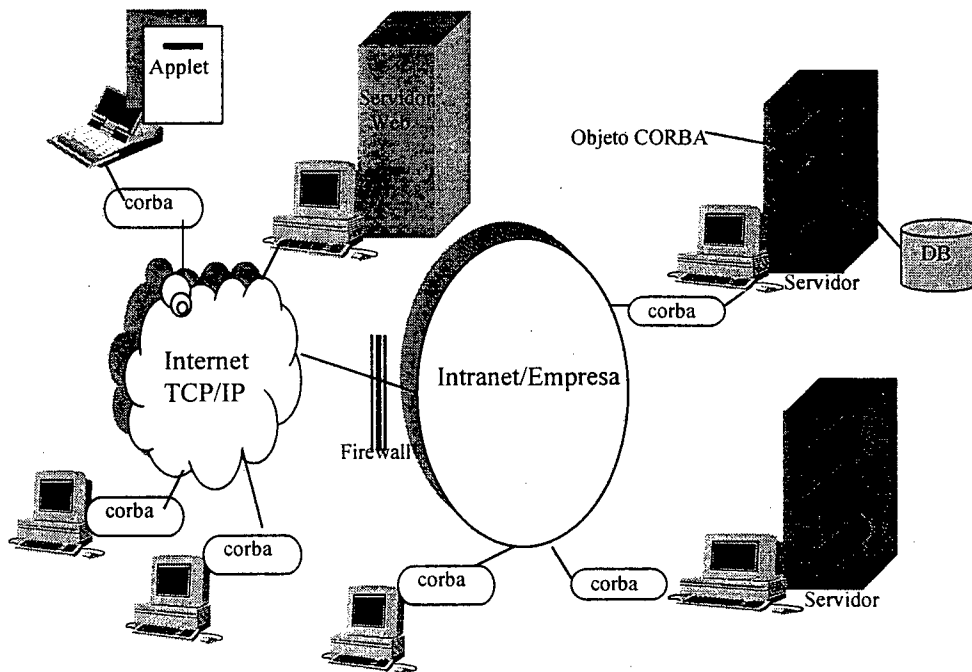 Applet
Servidor
Web
Objeto CORBA
corba
DB
Servidor
corba
Internet
TCP/IP
Intranet/Empresa
Firewall
corba
corba
corba
corba
Servidor